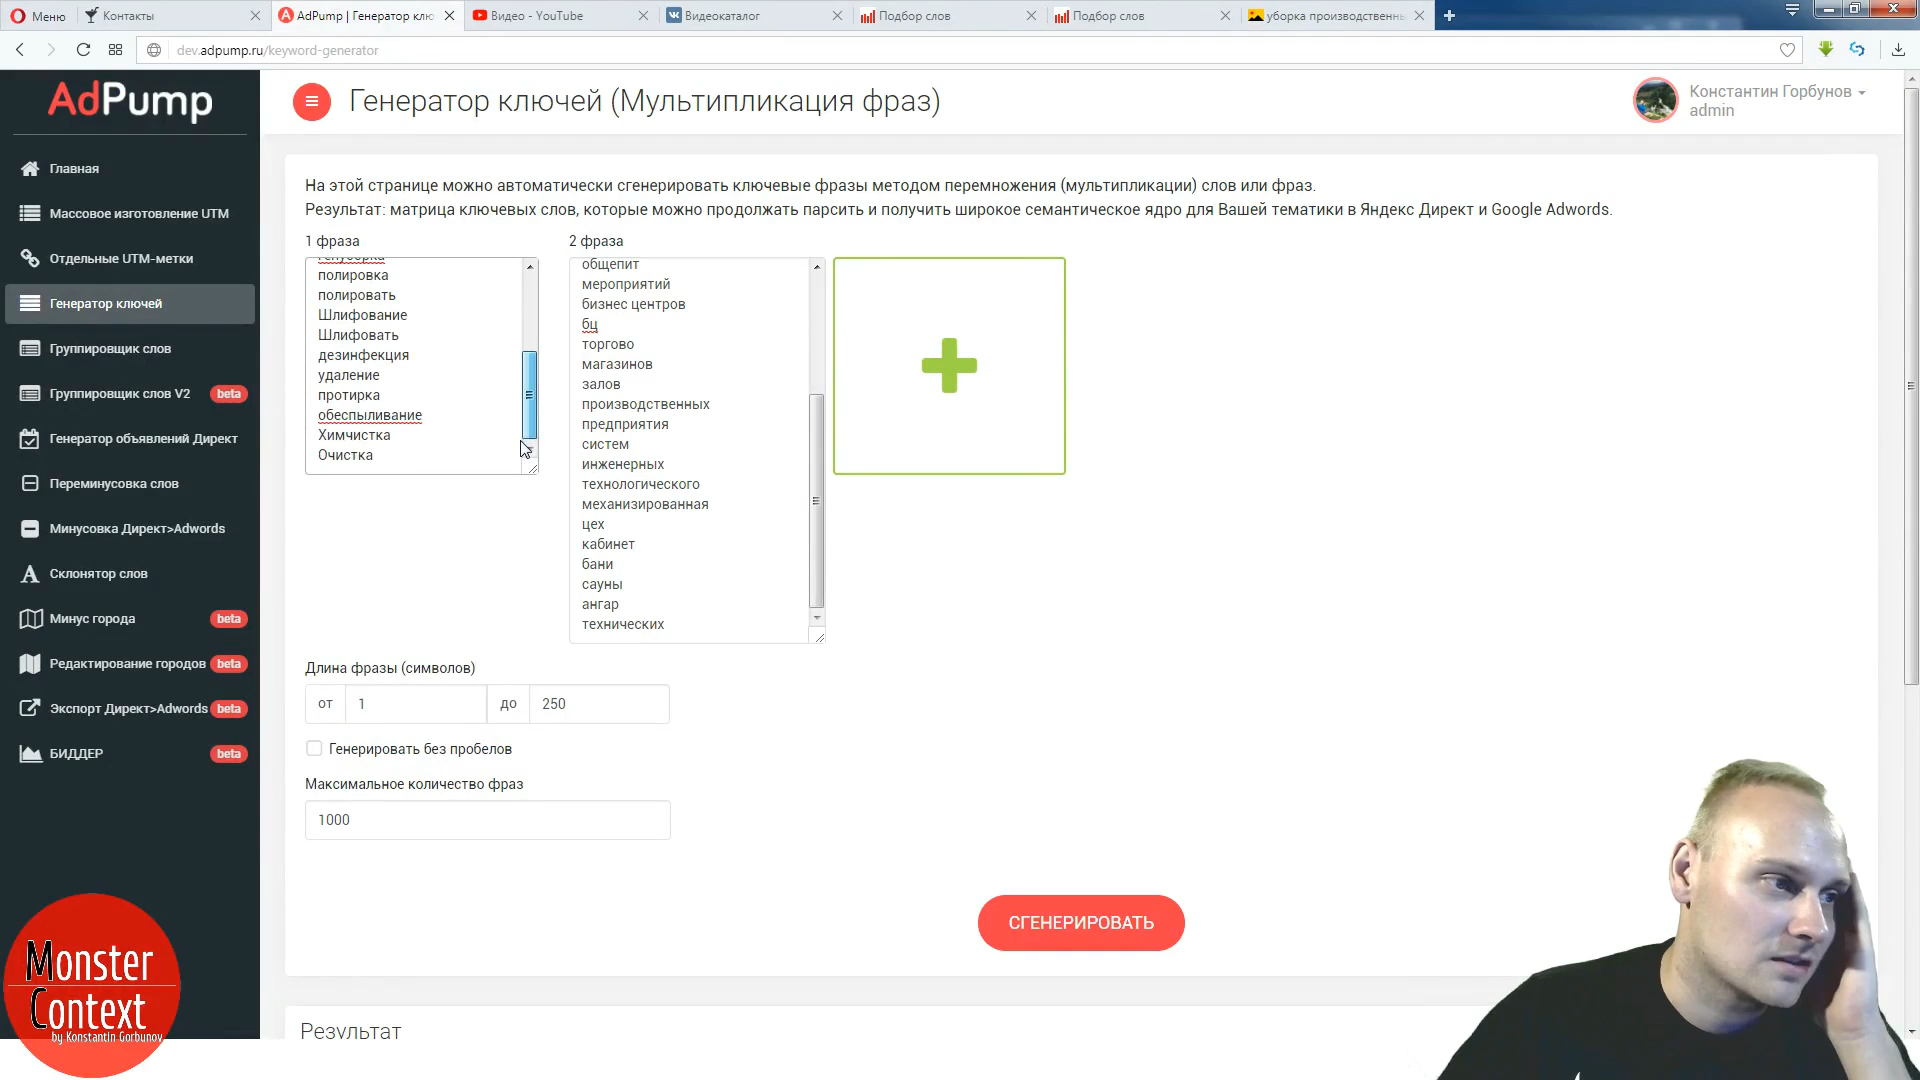 Меню
Контакты
AdPump | Генератор клю
Видео - YouTube
Видеокаталог
Подбор слов
Подбор слов
уборка производственны
dev.adpump.ru/keyword-generator
AdPump
Генератор ключей (Мультипликация фраз)
Константин Горбунов
admin
Главная
Массовое изготовление UTM
Отдельные UTM-метки
Генератор ключей
Группировщик слов
Группировщик слов V2 beta
Генератор объявлений Директ
Переминусовка слов
Минусовка Директ>Adwords
Склонятор слов
Минус города beta
Редактирование городов beta
Экспорт Директ>Adwords beta
БИДДЕР beta
На этой странице можно автоматически сгенерировать ключевые фразы методом перемножения (мультипликации) слов или фраз.
Результат: матрица ключевых слов, которые можно продолжать парсить и получить широкое семантическое ядро для Вашей тематики в Яндекс Директ и Google Adwords.
1 фраза
генуборка
полировка
полировать
Шлифование
Шлифовать
дезинфекция
удаление
протирка
обеспыливание
Химчистка
Очистка
2 фраза
общепит
мероприятий
бизнес центров
бц
торгово
магазинов
залов
производственных
предприятия
систем
инженерных
технологического
механизированная
цех
кабинет
бани
сауны
ангар
технических
Длина фразы (символов)
от 1 до 250
Генерировать без пробелов
Максимальное количество фраз
1000
СГЕНЕРИРОВАТЬ
Результат
Monster
Context
by Konstantin Gorbunov